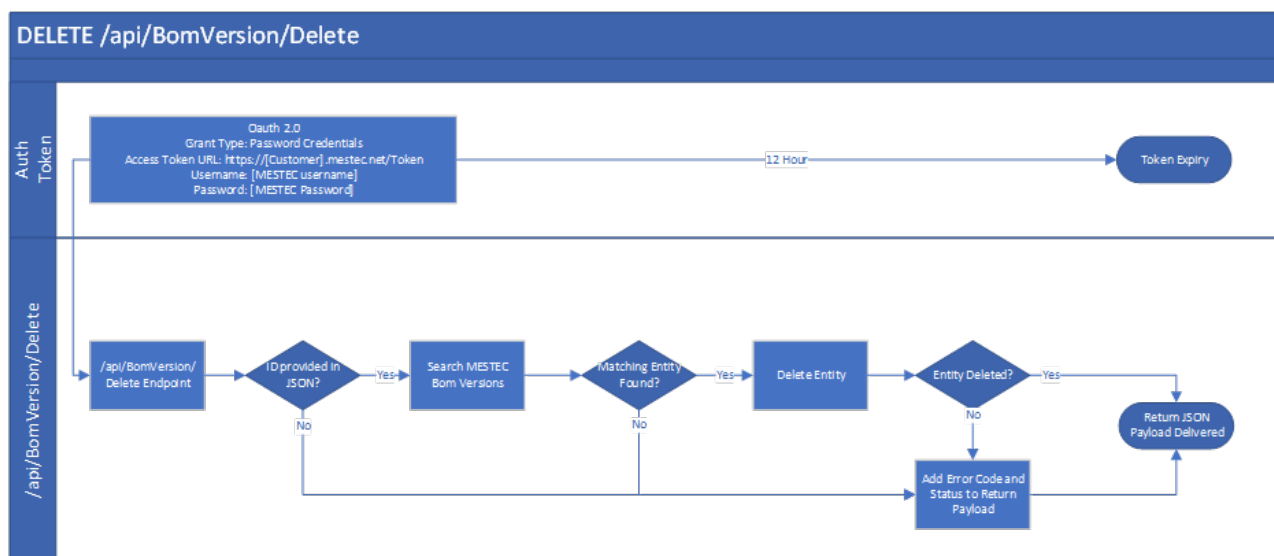 DELETE /api/BomVersion/Delete
Auth
Token
Oauth 2.0
Grant Type: Password Credentials
Access Token URL: https://[Customer].mestec.net/Token
Username: [MESTEC username]
Password: [MESTEC Password]
12 Hour
Token Expiry
/api/BomVersion/Delete
/api/BomVersion/
Delete Endpoint
ID provided in
JSON?
Yes
No
Search MESTEC
Bom Versions
Matching Entity
Found?
Yes
No
Delete Entity
Entity Deleted?
Yes
No
Return JSON
Payload Delivered
Add Error Code and
Status to Return
Payload